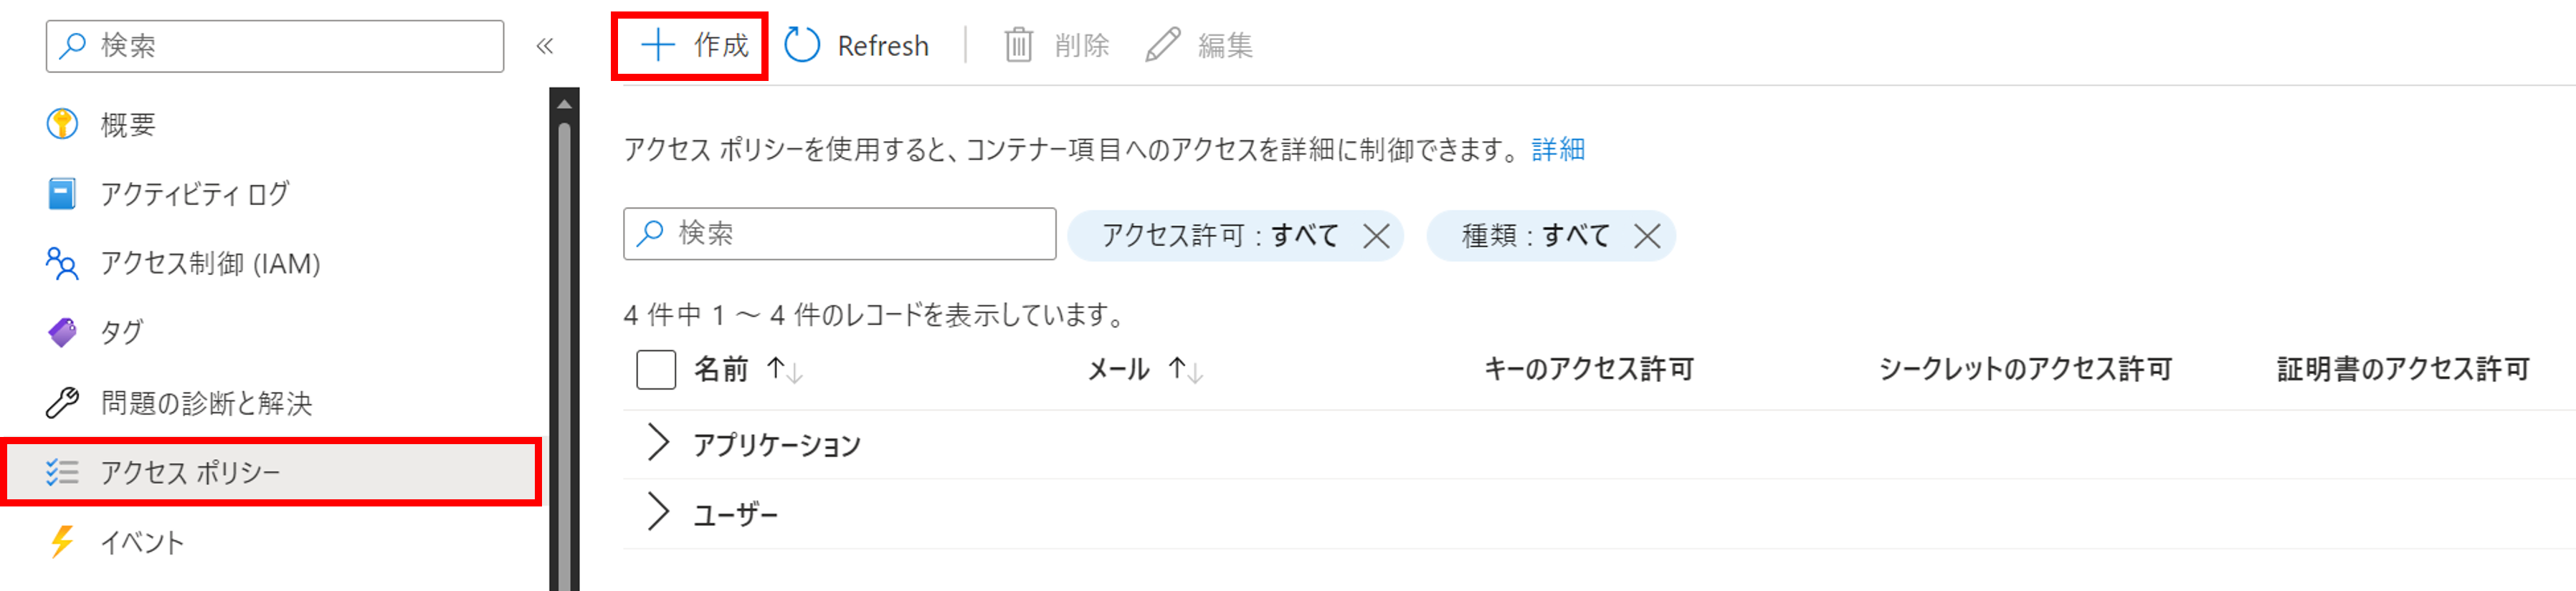 検索
概要
アクティビティ ログ
アクセス制御 (IAM)
タグ
問題の診断と解決
アクセス ポリシー
イベント
作成 Refresh 削除 編集
アクセス ポリシーを使用すると、コンテナー項目へのアクセスを詳細に制御できます。 詳細
検索 アクセス許可 : すべて 種類 : すべて
4 件中 1 ～ 4 件のレコードを表示しています。
名前 ↑↓ メール ↑↓ キーのアクセス許可 シークレットのアクセス許可 証明書のアクセス許可
アプリケーション
ユーザー